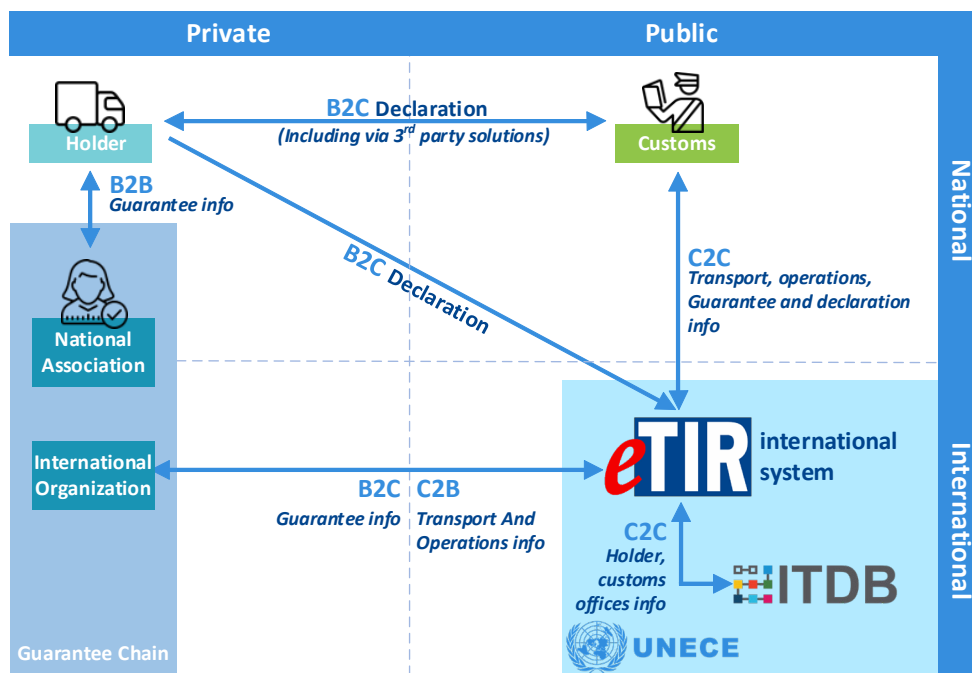 Private
Public
National
International
Holder
B2C Declaration
(Including via 3rd party solutions)
Customs
B2B
Guarantee info
B2C Declaration
C2C
Transport, operations,
Guarantee and declaration
info
National
Association
International
Organization
B2C
Guarantee info
C2B
Transport And
Operations info
eTIR
international
system
C2C
Holder,
customs
offices info
ITDB
UNECE
Guarantee Chain